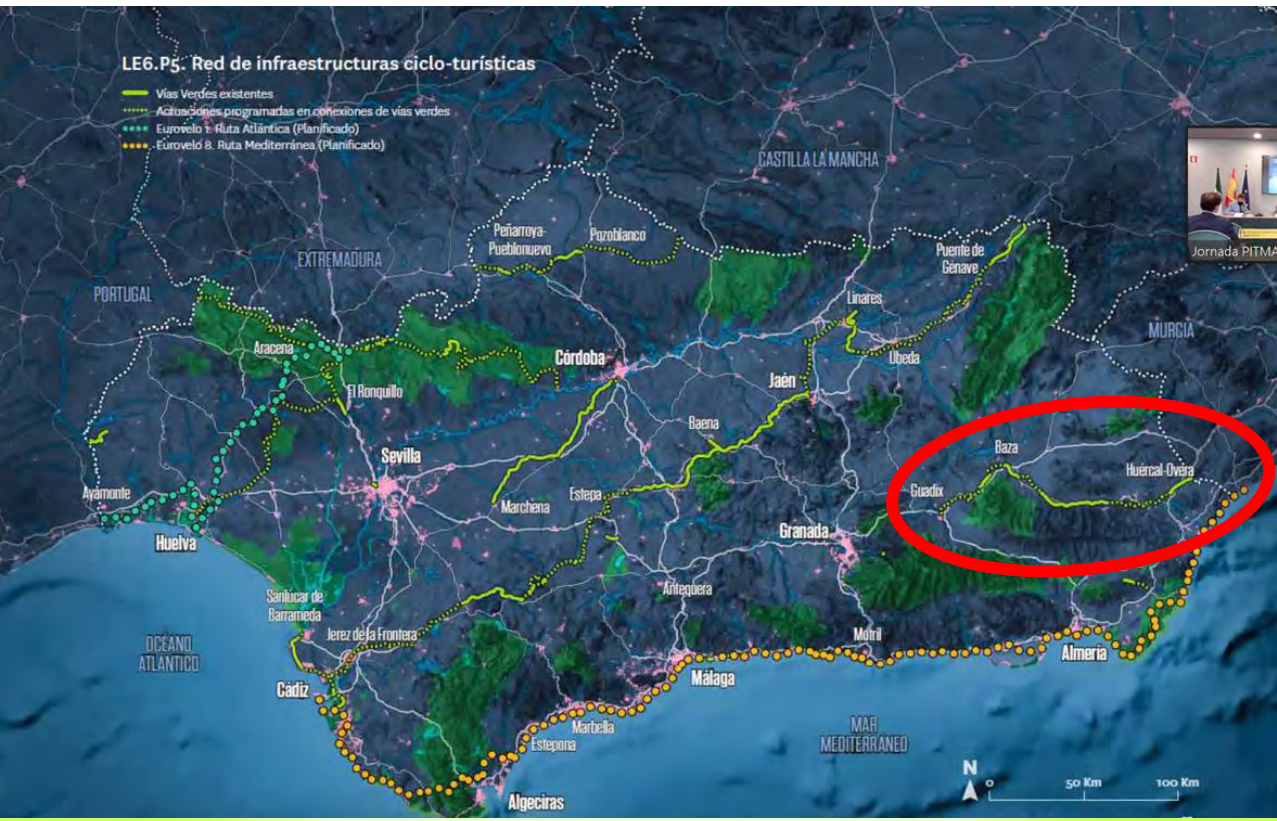 LE6.P5. Red de infraestructuras ciclo-turísticas
Vías Verdes existentes
Actuaciones programadas en conexiones de vías verdes
Eurovelo 1. Ruta Atlántica (Planificado)
Eurovelo 8. Ruta Mediterránea (Planificado)
CASTILLA LA MANCHA
Jornada PITMA
Peñarroya-
Pueblonuevo
Pozoblanco
Puente de
Génave
EXTREMADURA
PORTUGAL
Linares
MURCIA
Aracena
Córdoba
Úbeda
Jaén
El Ronquillo
Baena
Sevilla
Baza
Huércal-Overa
Ayamonte
Marchena
Estepa
Guadix
Huelva
Granada
Sanlúcar de
Barrameda
Antequera
Jerez de la Frontera
Motril
OCÉANO
ATLÁNTICO
Almería
Cádiz
Málaga
Marbella
Estepona
MAR
MEDITERRÁNEO
N
0 50 Km 100 Km
Algeciras